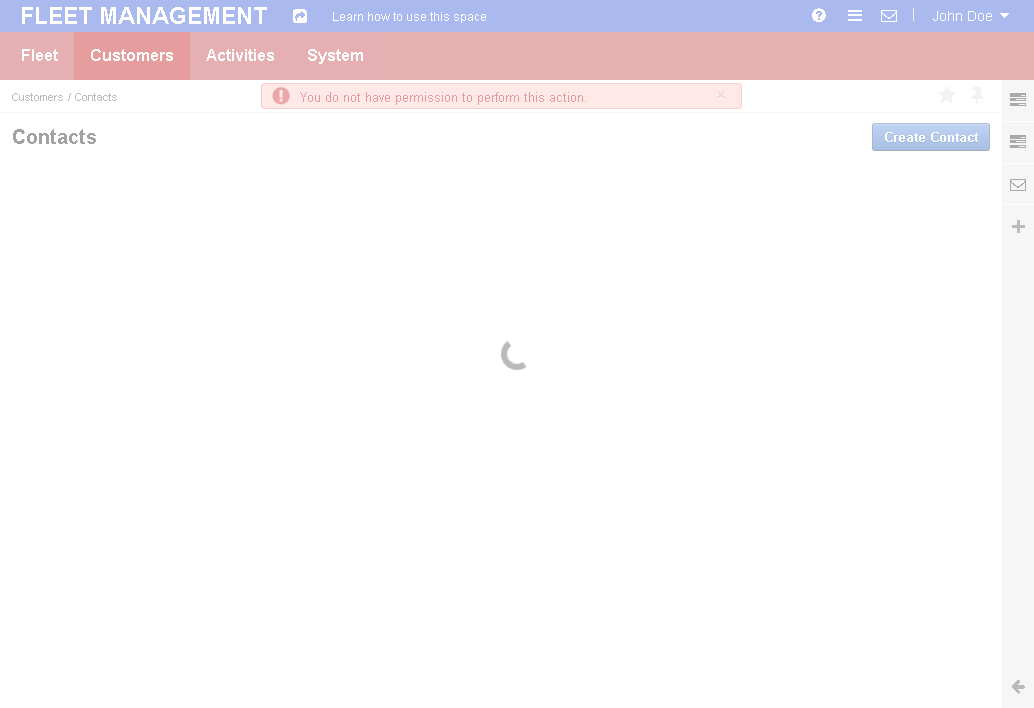 FLEET MANAGEMENT
Learn how to use this space
John Doe
Fleet
Customers
Activities
System
Customers / Contacts
You do not have permission to perform this action.
×
Contacts
Create Contact